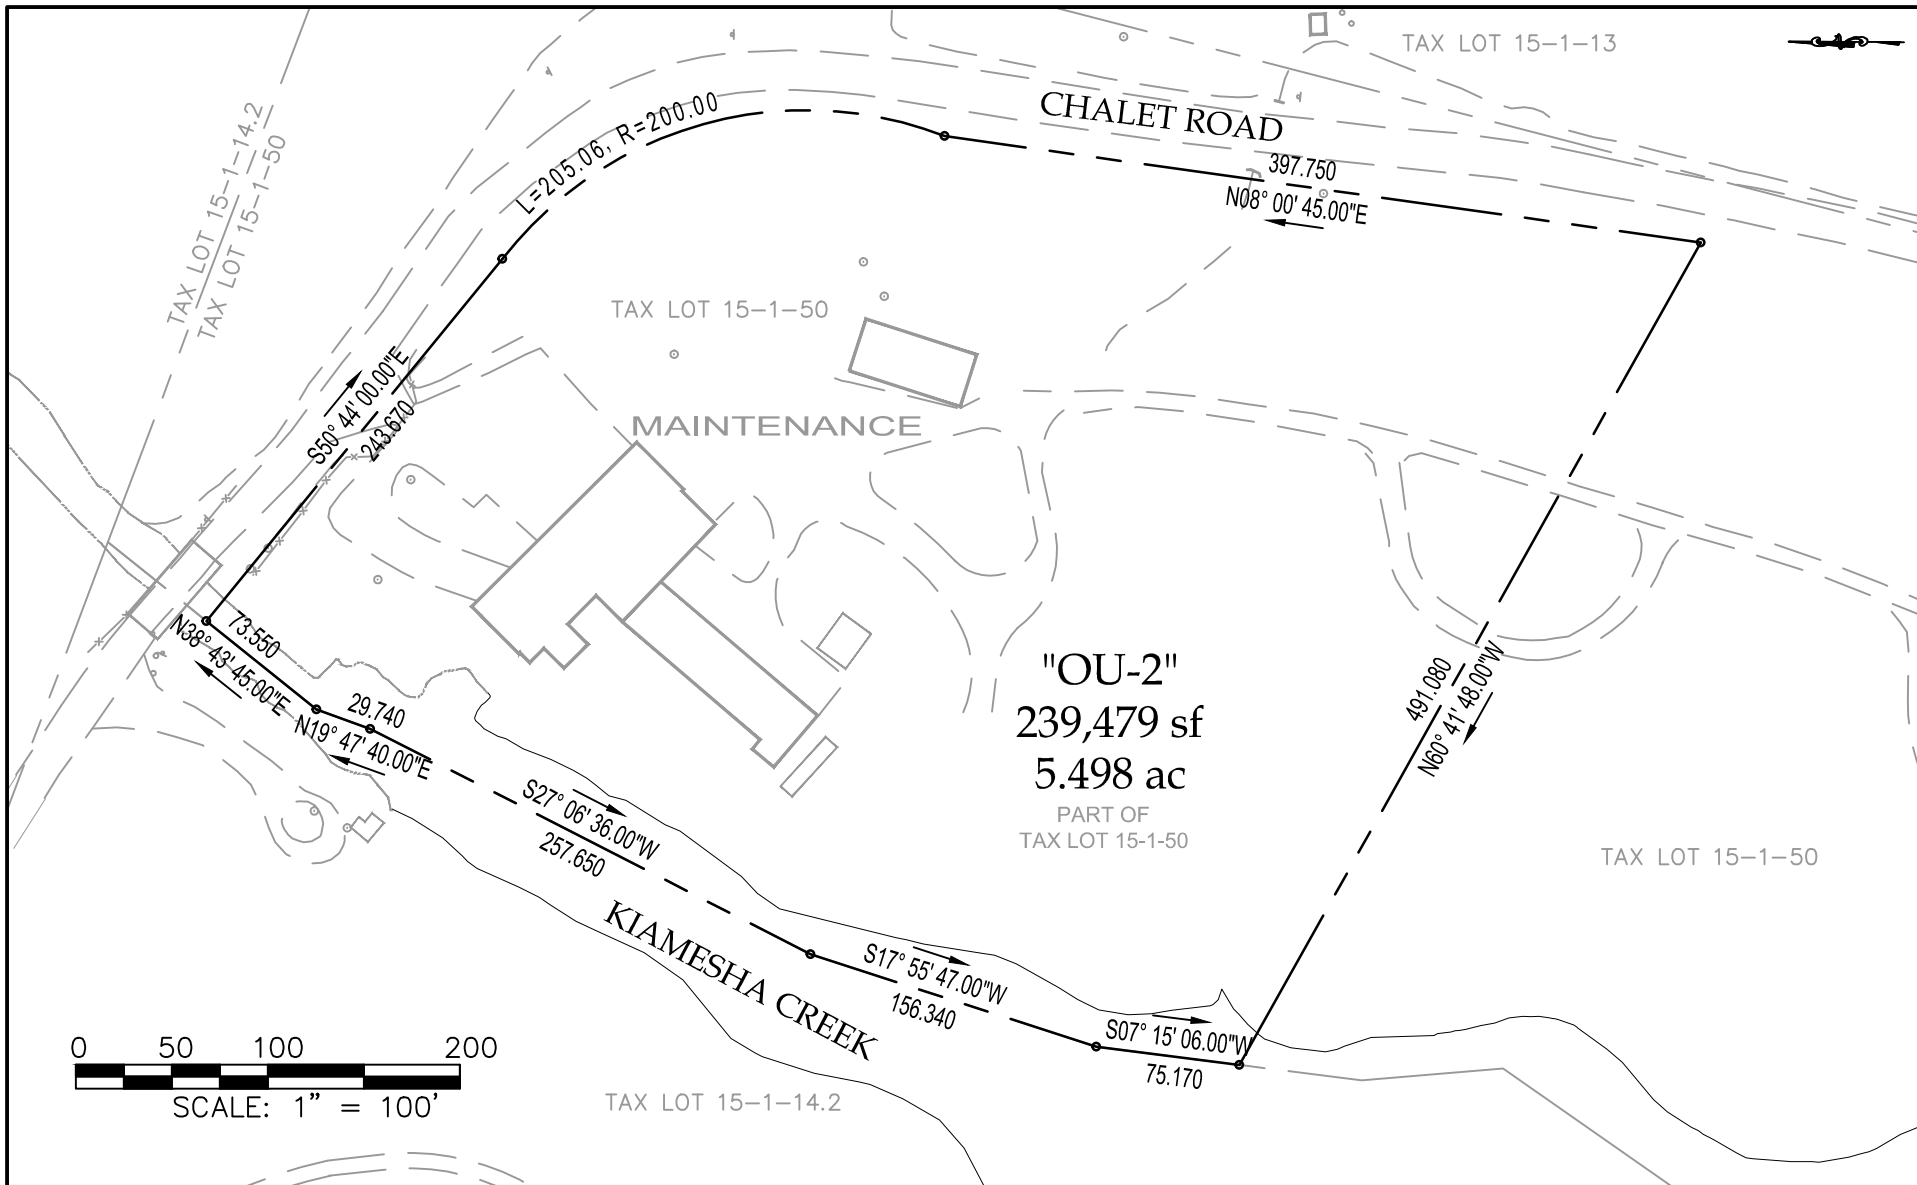 TAX LOT 15-1-13
CHALET ROAD
397.750
N08° 00' 45.00"E
L=205.06, R=200.00
TAX LOT 15-1-14.2
TAX LOT 15-1-50
TAX LOT 15-1-50
S50° 44' 00.00"E
243.670
MAINTENANCE
73.550
N38° 43' 45.00"E
29.740
N19° 47' 40.00"E
"OU-2"
239,479 sf
5.498 ac
PART OF
TAX LOT 15-1-50
491.080
N60° 41' 48.00"W
S27° 06' 36.00"W
257.650
TAX LOT 15-1-50
KIAMESHA CREEK
S17° 55' 47.00"W
156.340
S07° 15' 06.00"W
75.170
0 50 100 200
SCALE: 1" = 100'
TAX LOT 15-1-14.2